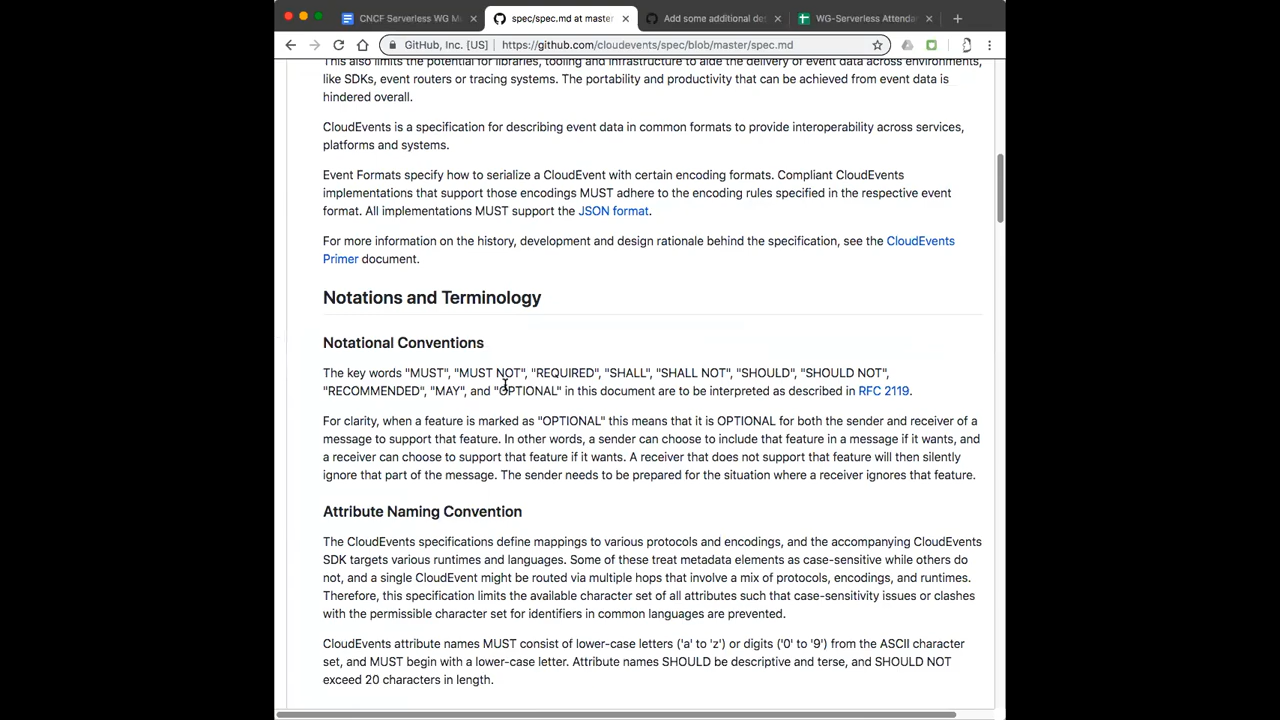 CNCF Serverless WG M
spec/spec.md at master
Add some additional de
WG-Serverless Attendan
GitHub, Inc. [US]
https://github.com/cloudevents/spec/blob/master/spec.md
This also limits the potential for libraries, tooling and infrastructure to aide the delivery of event data across environments,
like SDKs, event routers or tracing systems. The portability and productivity that can be achieved from event data is
hindered overall.
CloudEvents is a specification for describing event data in common formats to provide interoperability across services,
platforms and systems.
Event Formats specify how to serialize a CloudEvent with certain encoding formats. Compliant CloudEvents
implementations that support those encodings MUST adhere to the encoding rules specified in the respective event
format. All implementations MUST support the JSON format.
For more information on the history, development and design rationale behind the specification, see the CloudEvents
Primer document.
Notations and Terminology
Notational Conventions
The key words "MUST", "MUST NOT", "REQUIRED", "SHALL", "SHALL NOT", "SHOULD", "SHOULD NOT",
"RECOMMENDED", "MAY", and "OPTIONAL" in this document are to be interpreted as described in RFC 2119.
For clarity, when a feature is marked as "OPTIONAL" this means that it is OPTIONAL for both the sender and receiver of a
message to support that feature. In other words, a sender can choose to include that feature in a message if it wants, and
a receiver can choose to support that feature if it wants. A receiver that does not support that feature will then silently
ignore that part of the message. The sender needs to be prepared for the situation where a receiver ignores that feature.
Attribute Naming Convention
The CloudEvents specifications define mappings to various protocols and encodings, and the accompanying CloudEvents
SDK targets various runtimes and languages. Some of these treat metadata elements as case-sensitive while others do
not, and a single CloudEvent might be routed via multiple hops that involve a mix of protocols, encodings, and runtimes.
Therefore, this specification limits the available character set of all attributes such that case-sensitivity issues or clashes
with the permissible character set for identifiers in common languages are prevented.
CloudEvents attribute names MUST consist of lower-case letters ('a' to 'z') or digits ('0' to '9') from the ASCII character
set, and MUST begin with a lower-case letter. Attribute names SHOULD be descriptive and terse, and SHOULD NOT
exceed 20 characters in length.